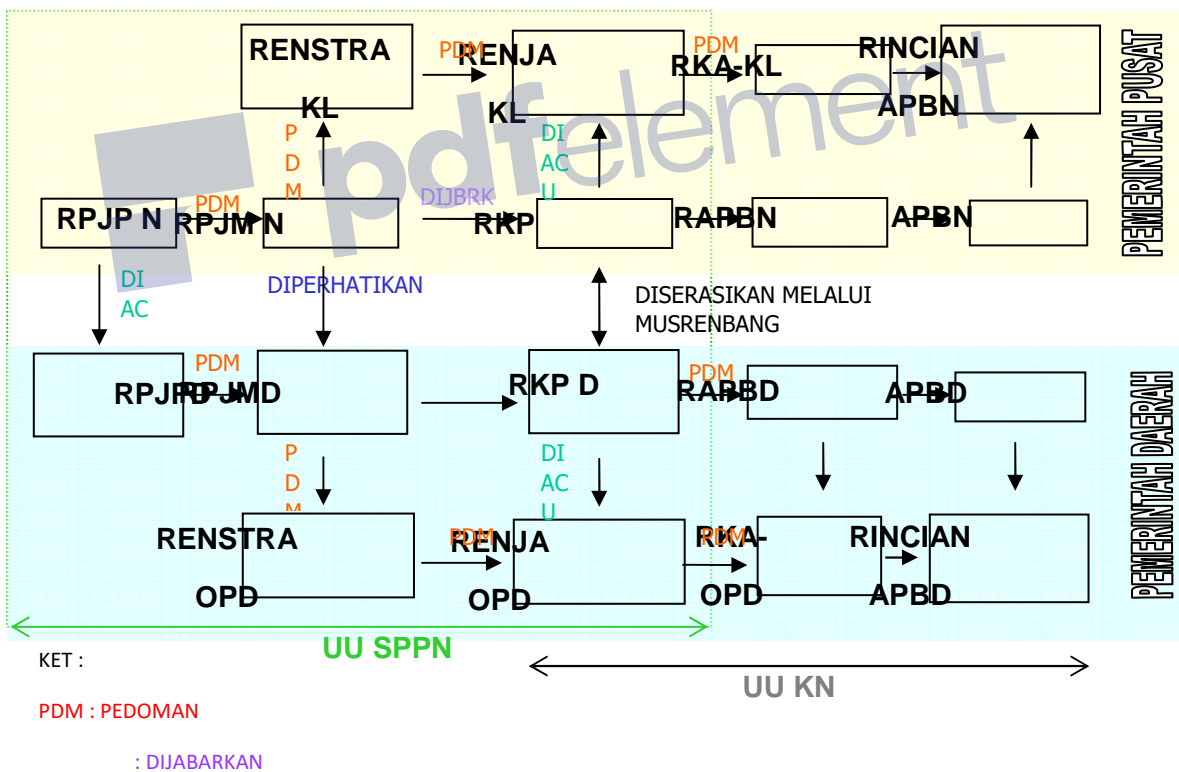 RENSTRA
KL
PDM
RENJA
KL
PDM
RKA-KL
RINCIAN
APBN
PEMERINTAH PUSAT
P
D
M
DI
AC
U
pdfelement
RPJP N
PDM
RPJM N
DIJBRK
RKP
RAPBN
APBN
DI
AC
DIPERHATIKAN
DISERASIKAN MELALUI
MUSRENBANG
RPJPD
PDM
RPJMD
RKP D
PDM
RAPBD
APBD
PEMERINTAH DAERAH
P
D
M
DI
AC
U
RENSTRA
OPD
PDM
RENJA
OPD
PDM
RKA-
OPD
RINCIAN
APBD
UU SPPN
UU KN
KET :
PDM : PEDOMAN
: DIJABARKAN